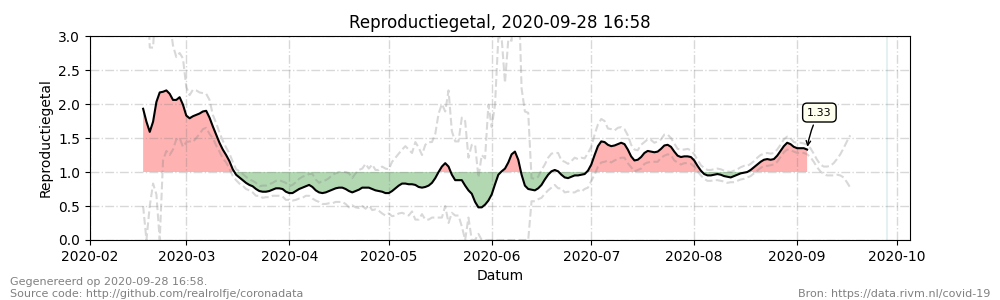 Reproductiegetal, 2020-09-28 16:58
3.0
2.5
2.0
1.5
1.0
0.5
0.0
Reproductiegetal
1.33
2020-02 2020-03 2020-04 2020-05 2020-06 2020-07 2020-08 2020-09 2020-10
Datum
Gegenereerd op 2020-09-28 16:58.
Source code: http://github.com/realrolfje/coronadata
Bron: https://data.rivm.nl/covid-19